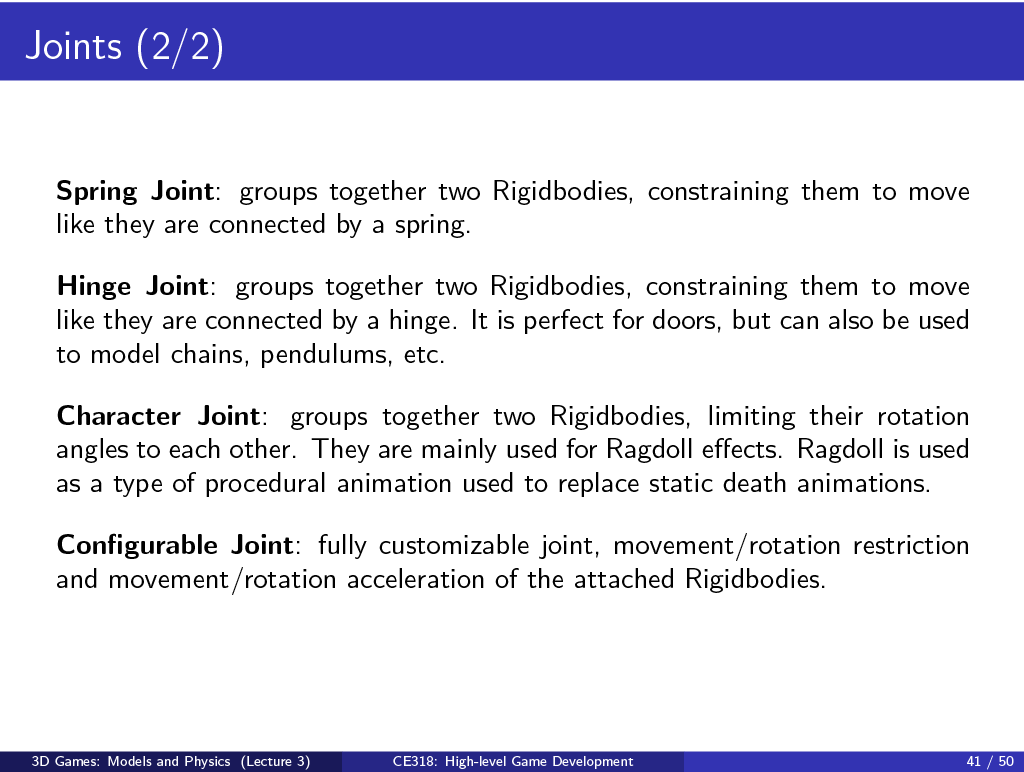 Joints (2/2)
Spring Joint: groups together two Rigidbodies, constraining them to move
like they are connected by a spring.
Hinge Joint: groups together two Rigidbodies, constraining them to move
like they are connected by a hinge. It is perfect for doors, but can also be used
to model chains, pendulums, etc.
Character Joint: groups together two Rigidbodies, limiting their rotation
angles to each other. They are mainly used for Ragdoll effects. Ragdoll is used
as a type of procedural animation used to replace static death animations.
Configurable Joint: fully customizable joint, movement/rotation restriction
and movement/rotation acceleration of the attached Rigidbodies.
3D Games: Models and Physics (Lecture 3) CE318: High-level Game Development 41 / 50